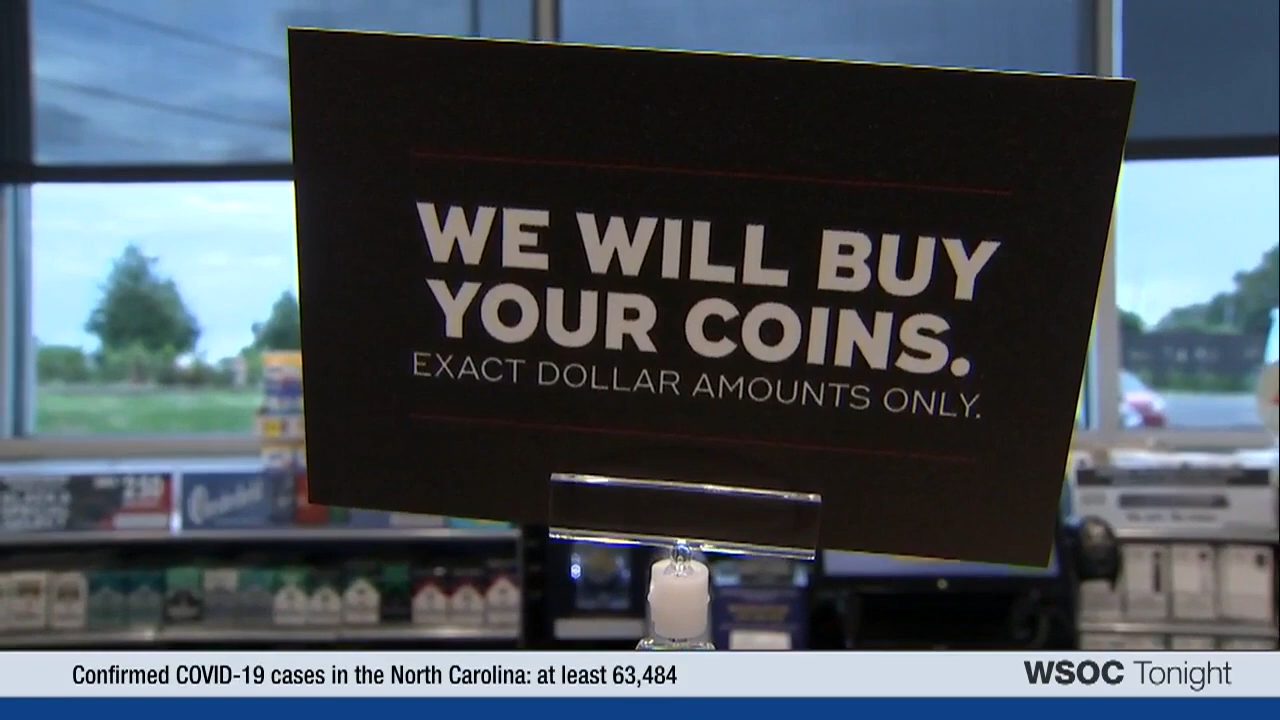 WE WILL BUY
YOUR COINS.
EXACT DOLLAR AMOUNTS ONLY.
Confirmed COVID-19 cases in the North Carolina: at least 63,484
WSOC Tonight